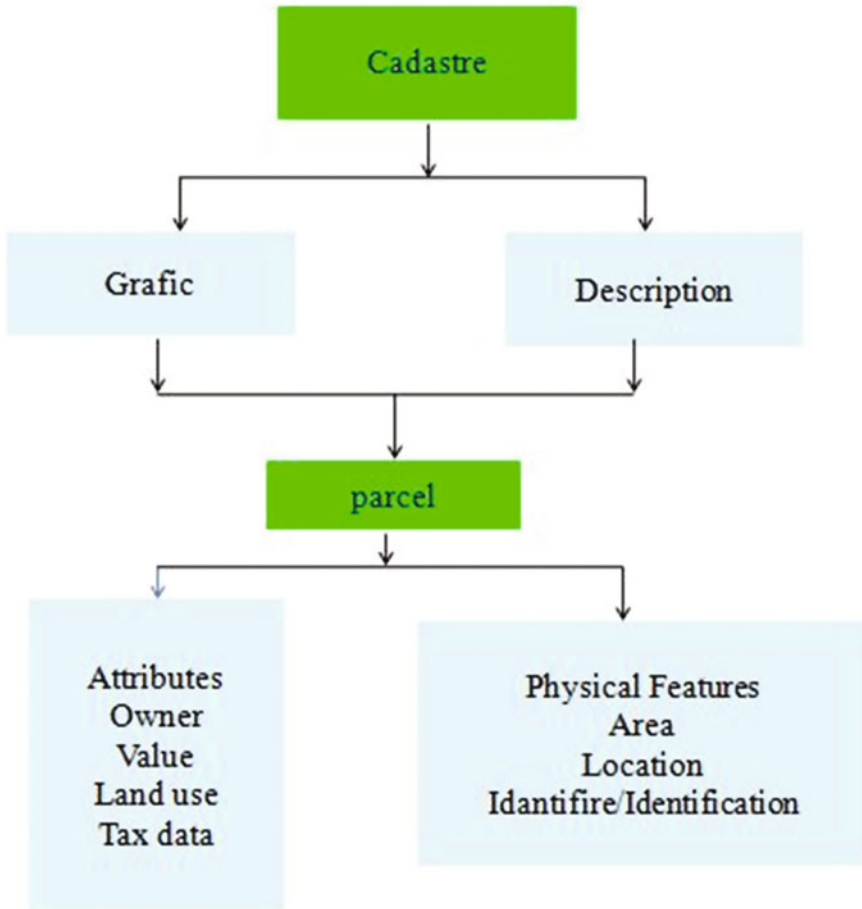 Cadastre
Grafic
Description
parcel
Attributes
Owner
Value
Land use
Tax data
Physical Features
Area
Location
Idantifire/Identification